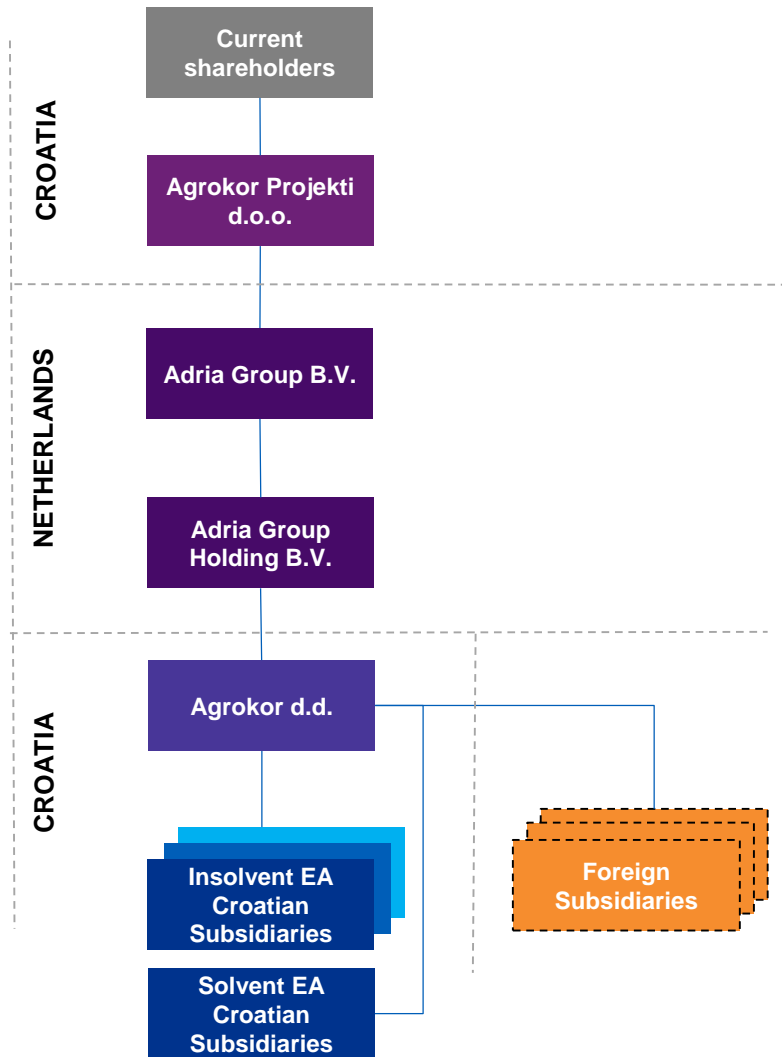 Current
shareholders
CROATIA
Agrokor Projekti
d.o.o.
NETHERLANDS
Adria Group B.V.
Adria Group
Holding B.V.
CROATIA
Agrokor d.d.
Insolvent EA
Croatian
Subsidiaries
Foreign
Subsidiaries
Solvent EA
Croatian
Subsidiaries